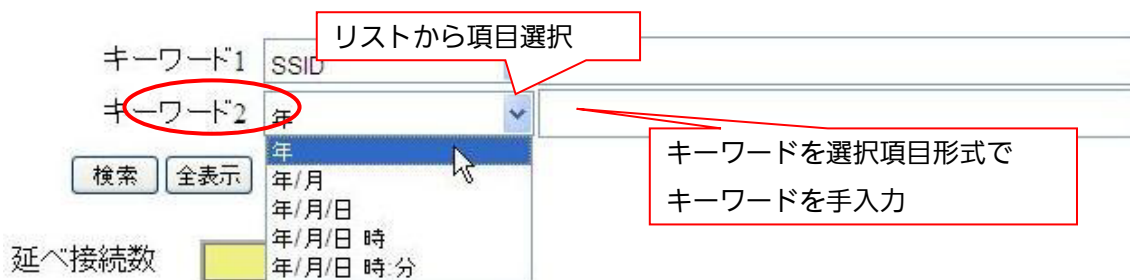 リストから項目選択
キーワード1 SSID
キーワード2 年
年
キーワードを選択項目形式で
キーワードを手入力
検索 全表示
年/月
年/月/日
年/月/日 時
年/月/日 時:分
延べ接続数